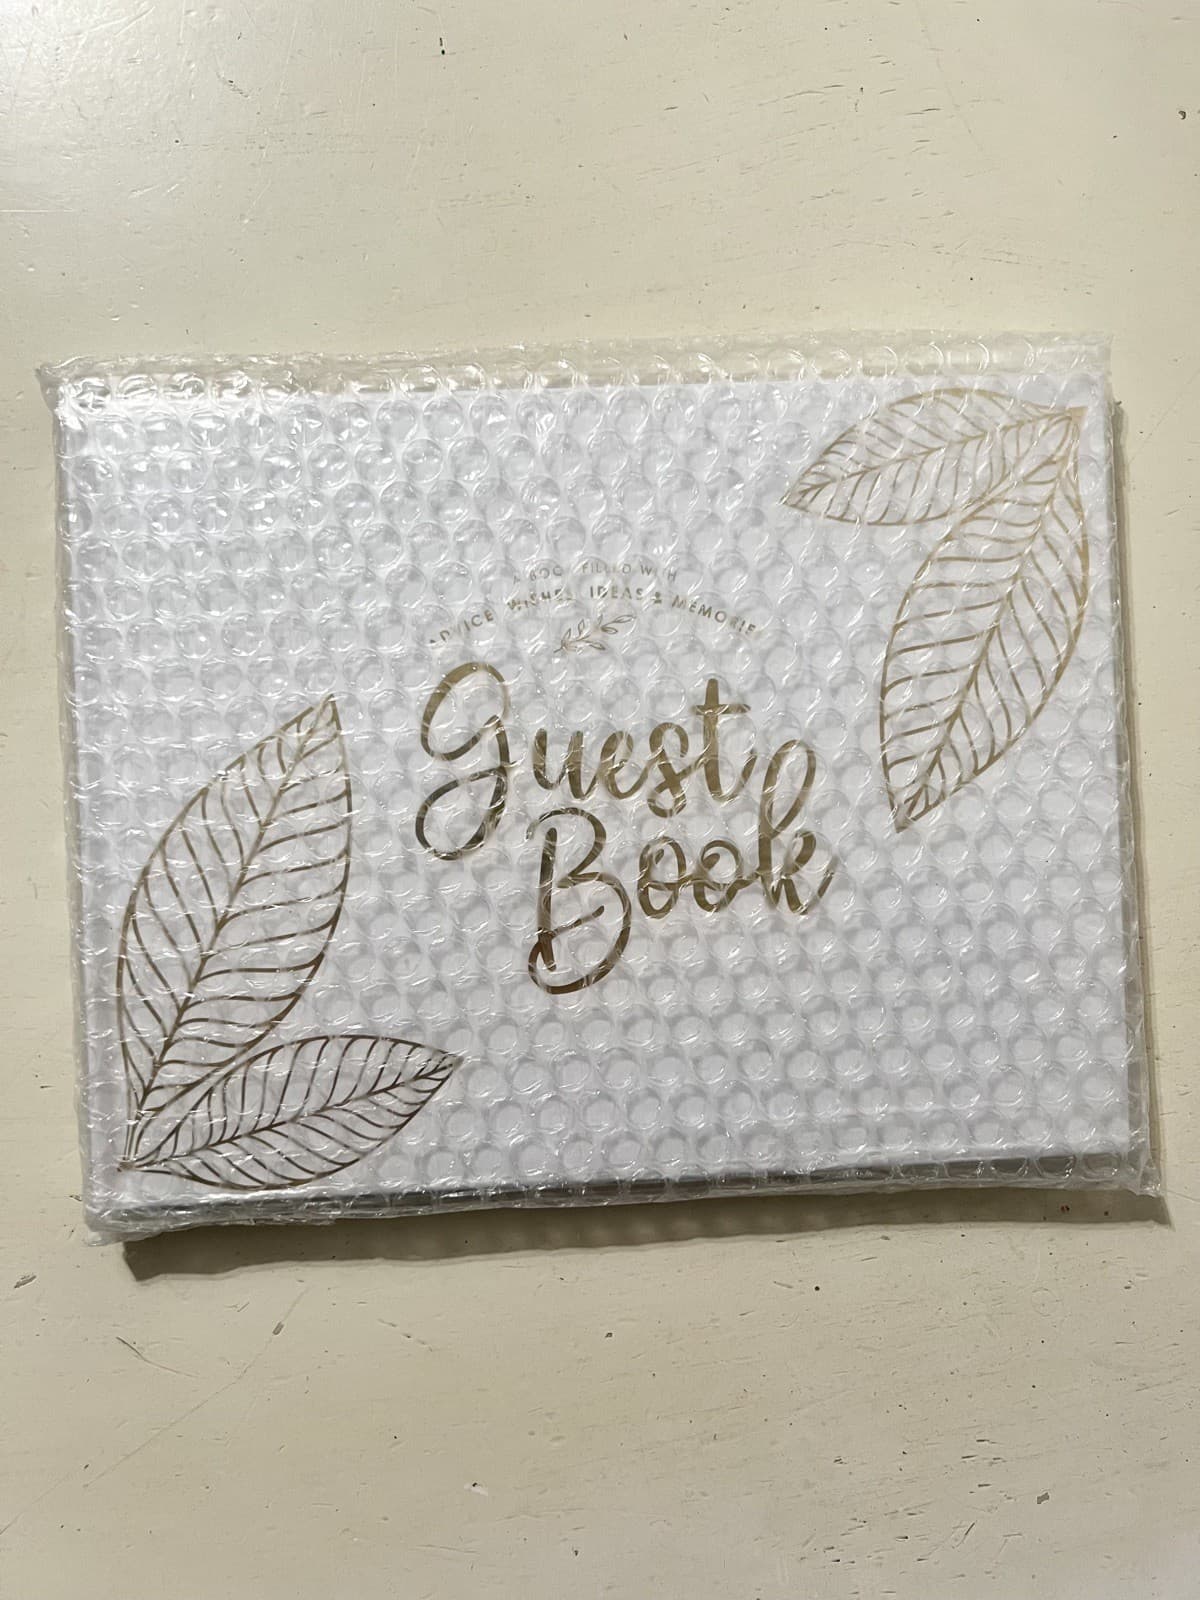 A BOOK FILLED WITH
ADVICE WISHES IDEAS & MEMORIES
Guest
Book